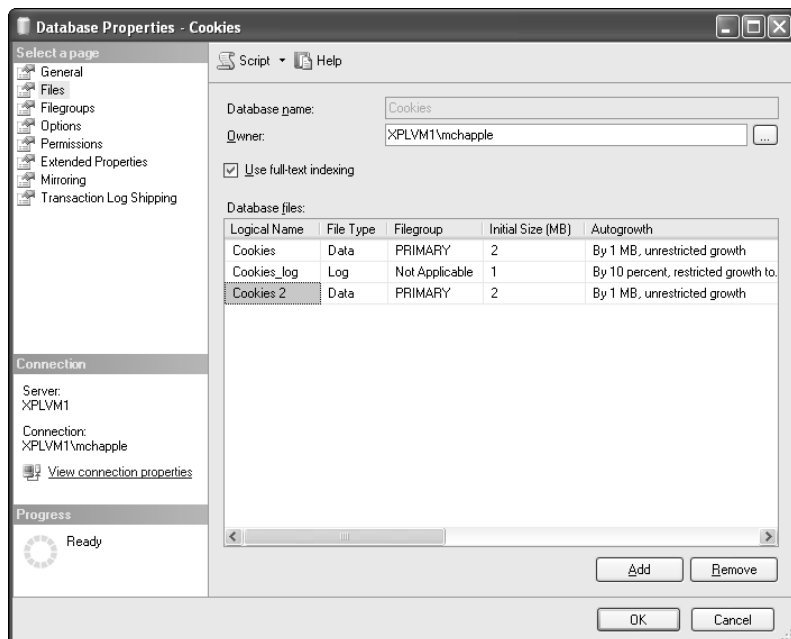 Database Properties - Cookies
Select a page
General
Files
Filegroups
Options
Permissions
Extended Properties
Mirroring
Transaction Log Shipping
Connection
Server:
XPLVM1
Connection:
XPLVM1\mchapple
View connection properties
Progress
Ready
Script Help
Database name: Cookies
Owner: XPLVM1\mchapple ...
Use full-text indexing
Database files:
Logical Name File Type Filegroup Initial Size (MB) Autogrowth
Cookies Data PRIMARY 2 By 1 MB, unrestricted growth
Cookies_log Log Not Applicable 1 By 10 percent, restricted growth to.
Cookies 2 Data PRIMARY 2 By 1 MB, unrestricted growth
Add Remove
OK Cancel